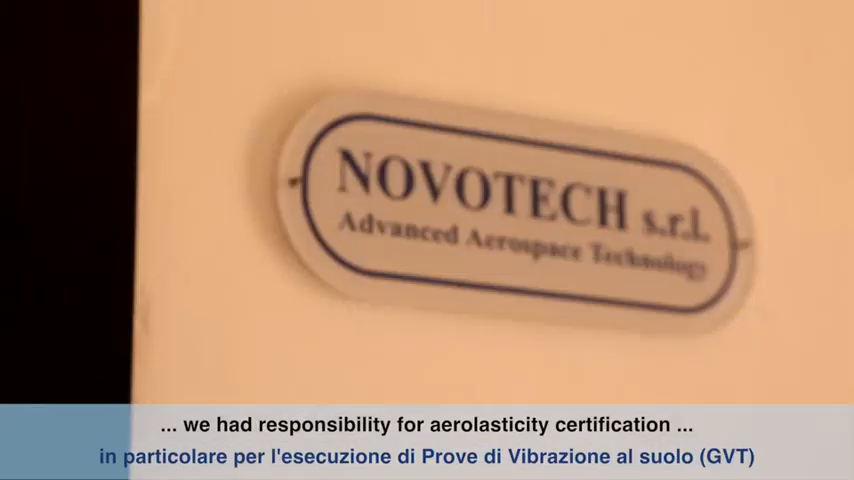 NOVOTECH s.r.l.
Advanced Aerospace Technology
... we had responsibility for aerolasticity certification ...
in particolare per l'esecuzione di Prove di Vibrazione al suolo (GVT)